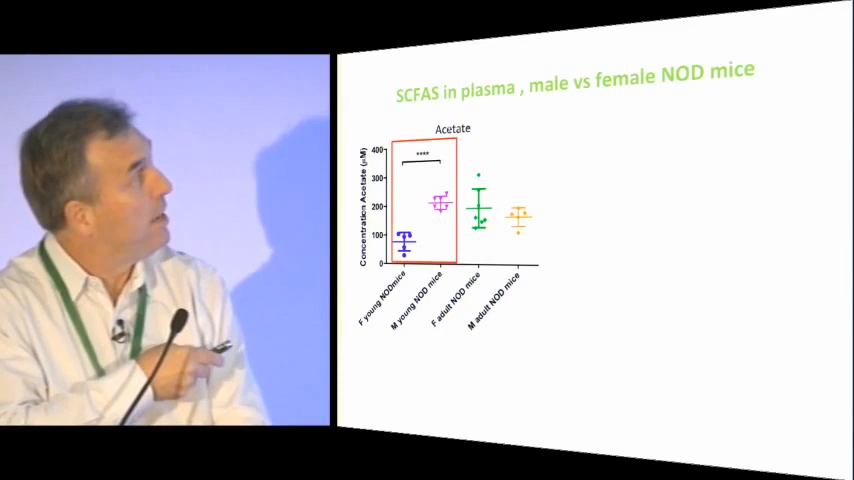 SCFAS in plasma , male vs female NOD mice
Acetate
Concentration Acetate (µM)
400
300
200
100
0
****
F young NODmice
M young NOD mice
F adult NOD mice
M adult NOD mice